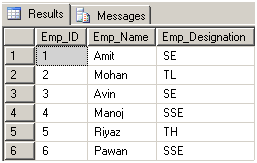 Results Messages
Emp_ID Emp_Name Emp_Designation
1 1 Amit SE
2 2 Mohan TL
3 3 Avin SE
4 4 Manoj SSE
5 5 Riyaz TH
6 6 Pawan SSE